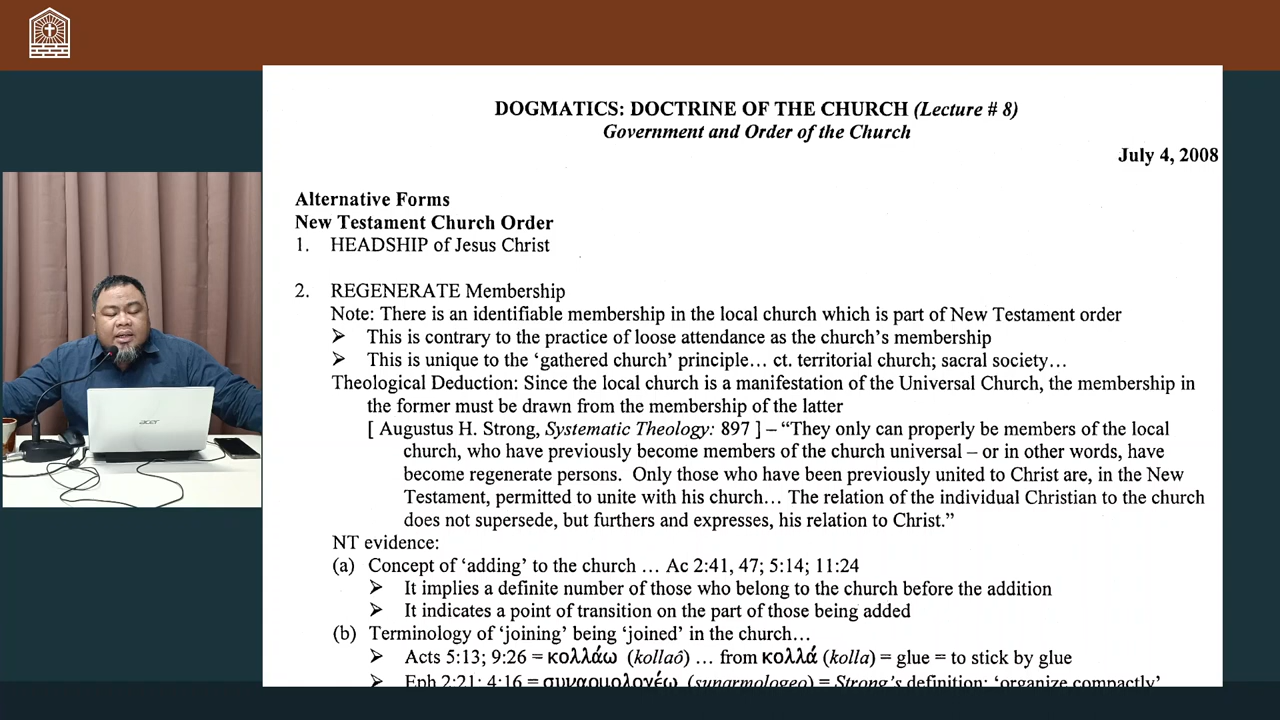 DOGMATICS: DOCTRINE OF THE CHURCH (Lecture # 8)
Government and Order of the Church
July 4, 2008
Alternative Forms
New Testament Church Order
1. HEADSHIP of Jesus Christ
2. REGENERATE Membership
Note: There is an identifiable membership in the local church which is part of New Testament order
➢ This is contrary to the practice of loose attendance as the church's membership
➢ This is unique to the 'gathered church' principle… ct. territorial church; sacral society…
Theological Deduction: Since the local church is a manifestation of the Universal Church, the membership in
the former must be drawn from the membership of the latter
[ Augustus H. Strong, Systematic Theology: 897 ] – "They only can properly be members of the local
church, who have previously become members of the church universal – or in other words, have
become regenerate persons. Only those who have been previously united to Christ are, in the New
Testament, permitted to unite with his church… The relation of the individual Christian to the church
does not supersede, but furthers and expresses, his relation to Christ."
NT evidence:
(a) Concept of 'adding' to the church … Ac 2:41, 47; 5:14; 11:24
➢ It implies a definite number of those who belong to the church before the addition
➢ It indicates a point of transition on the part of those being added
(b) Terminology of 'joining' being 'joined' in the church…
➢ Acts 5:13; 9:26 = κολλάω (kollaô) … from κολλά (kolla) = glue = to stick by glue
➢ Eph 2:21; 4:16 = συναρμολογέω (sunarmologeo) = Strong's definition: 'organize compactly'
acer